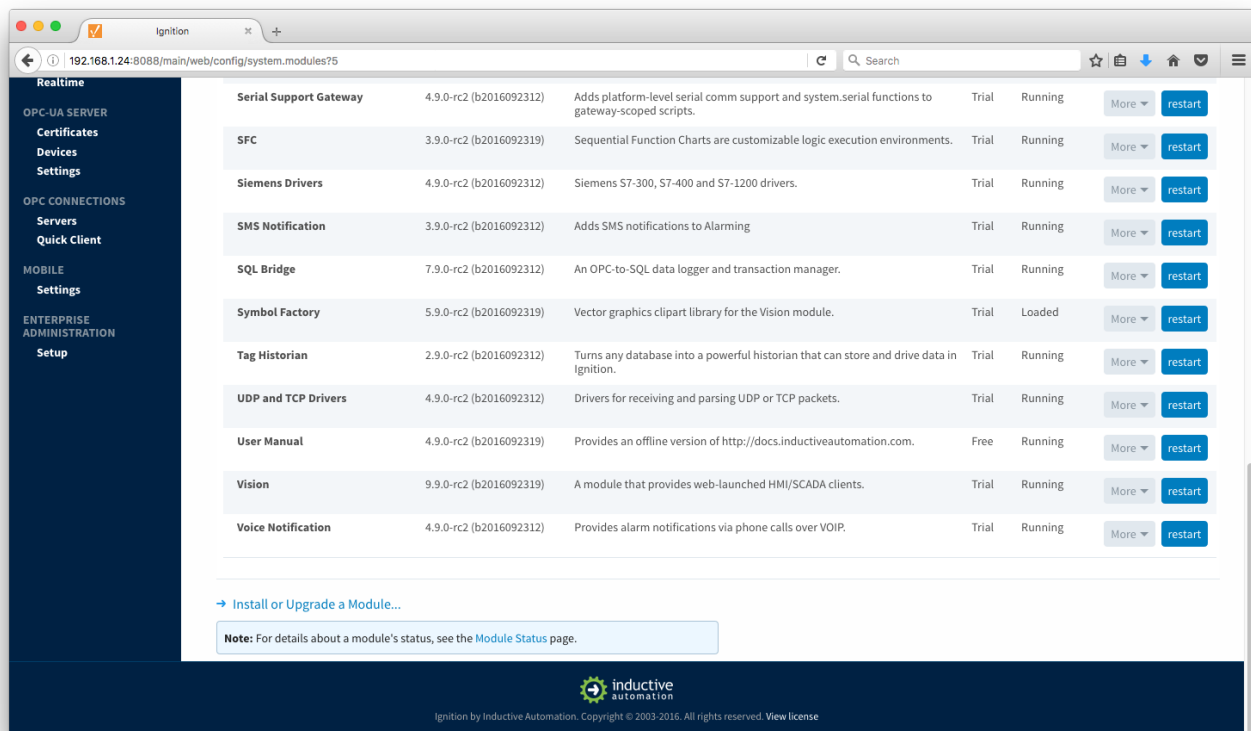 Ignition
192.168.1.24:8088/main/web/config/system.modules?5
Search
Realtime
OPC-UA SERVER
Certificates
Devices
Settings
OPC CONNECTIONS
Servers
Quick Client
MOBILE
Settings
ENTERPRISE
ADMINISTRATION
Setup
Serial Support Gateway 4.9.0-rc2 (b2016092312) Adds platform-level serial comm support and system.serial functions to Trial Running More restart
gateway-scoped scripts.
SFC 3.9.0-rc2 (b2016092319) Sequential Function Charts are customizable logic execution environments. Trial Running More restart
Siemens Drivers 4.9.0-rc2 (b2016092312) Siemens S7-300, S7-400 and S7-1200 drivers. Trial Running More restart
SMS Notification 3.9.0-rc2 (b2016092312) Adds SMS notifications to Alarming Trial Running More restart
SQL Bridge 7.9.0-rc2 (b2016092312) An OPC-to-SQL data logger and transaction manager. Trial Running More restart
Symbol Factory 5.9.0-rc2 (b2016092319) Vector graphics clipart library for the Vision module. Trial Loaded More restart
Tag Historian 2.9.0-rc2 (b2016092312) Turns any database into a powerful historian that can store and drive data in Trial Running More restart
Ignition.
UDP and TCP Drivers 4.9.0-rc2 (b2016092312) Drivers for receiving and parsing UDP or TCP packets. Trial Running More restart
User Manual 4.9.0-rc2 (b2016092319) Provides an offline version of http://docs.inductiveautomation.com. Free Running More restart
Vision 9.9.0-rc2 (b2016092319) A module that provides web-launched HMI/SCADA clients. Trial Running More restart
Voice Notification 4.9.0-rc2 (b2016092312) Provides alarm notifications via phone calls over VOIP. Trial Running More restart
Install or Upgrade a Module...
Note: For details about a module's status, see the Module Status page.
inductive
automation
Ignition by Inductive Automation. Copyright © 2003-2016. All rights reserved. View license